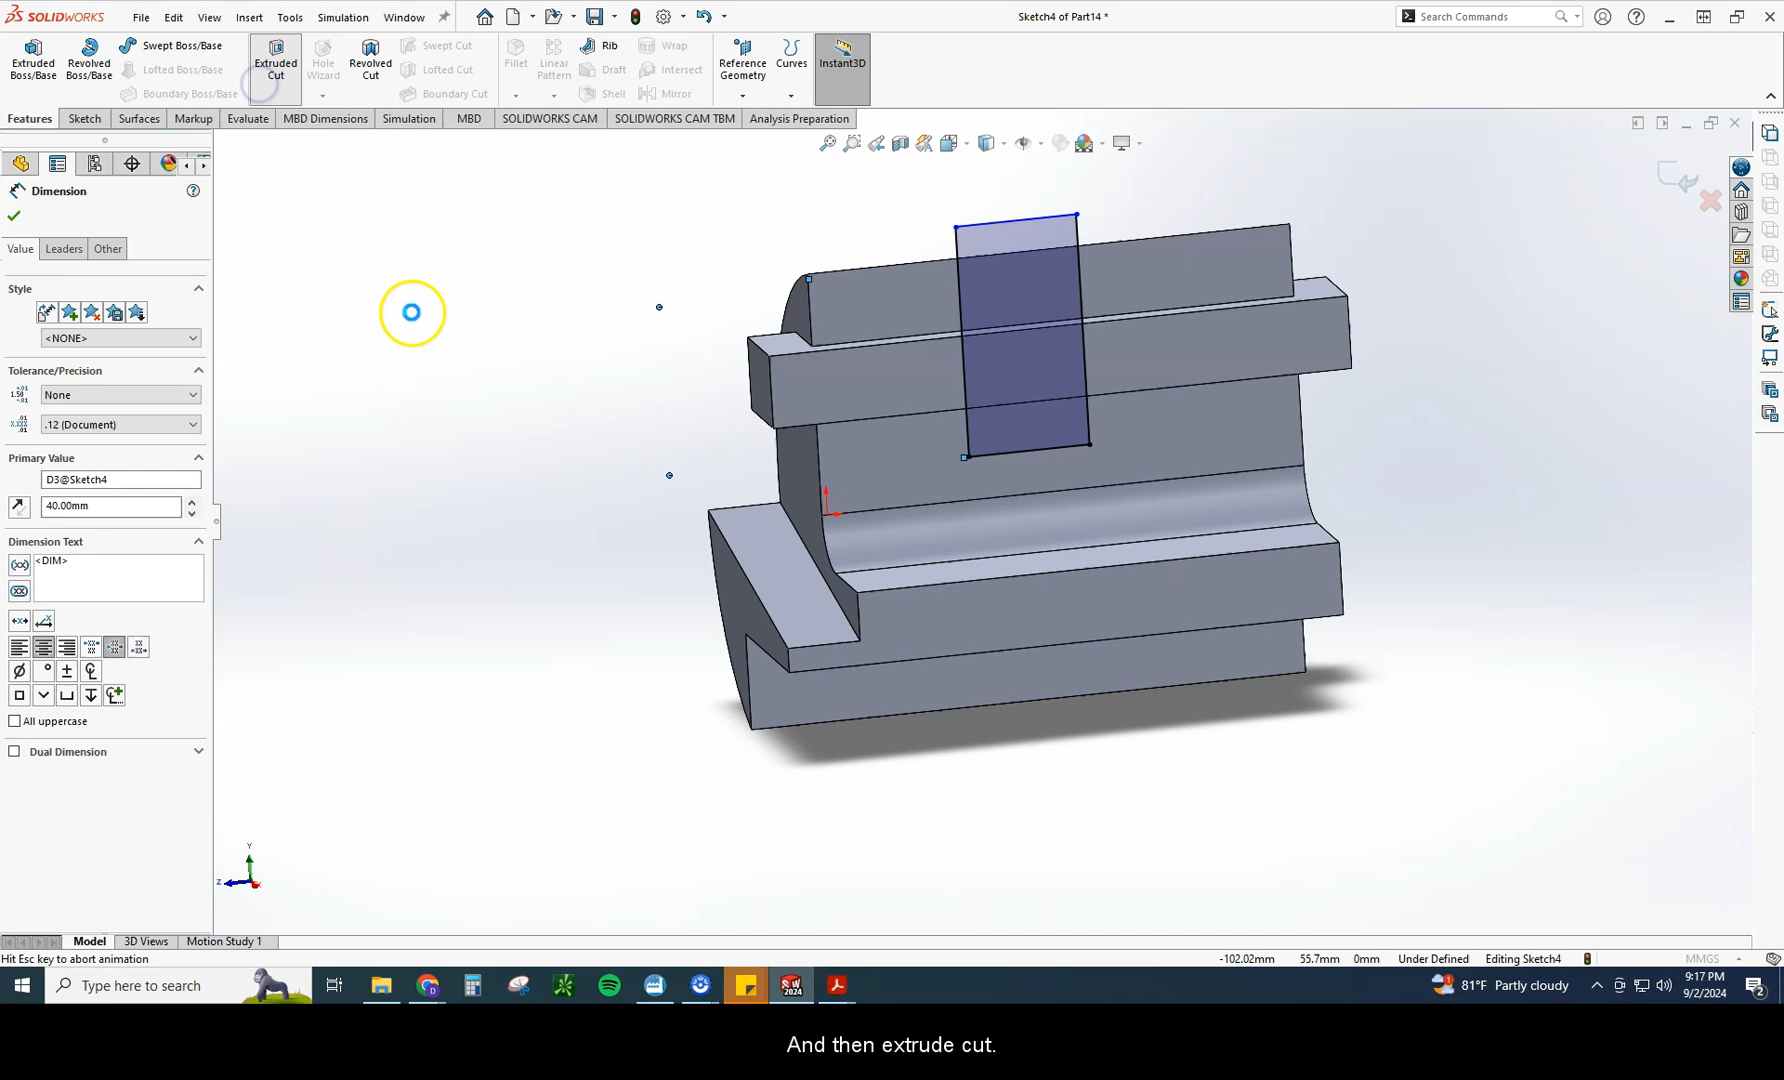 SOLIDWORKS File Edit View Insert Tools Simulation Window Sketch4 of Part14 * Search Commands
Extruded Boss/Base Revolved Boss/Base Swept Boss/Base Lofted Boss/Base Boundary Boss/Base
Extruded Cut Hole Wizard Revolved Cut Swept Cut Lofted Cut Boundary Cut
Fillet Linear Pattern Rib Draft Shell Wrap Intersect Mirror
Reference Geometry Curves Instant3D
Features Sketch Surfaces Markup Evaluate MBD Dimensions Simulation MBD SOLIDWORKS CAM SOLIDWORKS CAM TBM Analysis Preparation
Dimension
Value Leaders Other
Style
<NONE>
Tolerance/Precision
None
.12 (Document)
Primary Value
D3@Sketch4
40.00mm
Dimension Text
<DIM>
All uppercase
Dual Dimension
Y
Z
Model 3D Views Motion Study 1
Hit Esc key to abort animation -102.02mm 55.7mm 0mm Under Defined Editing Sketch4 MMGS
Type here to search 81°F Partly cloudy 9:17 PM
9/2/2024
And then extrude cut.